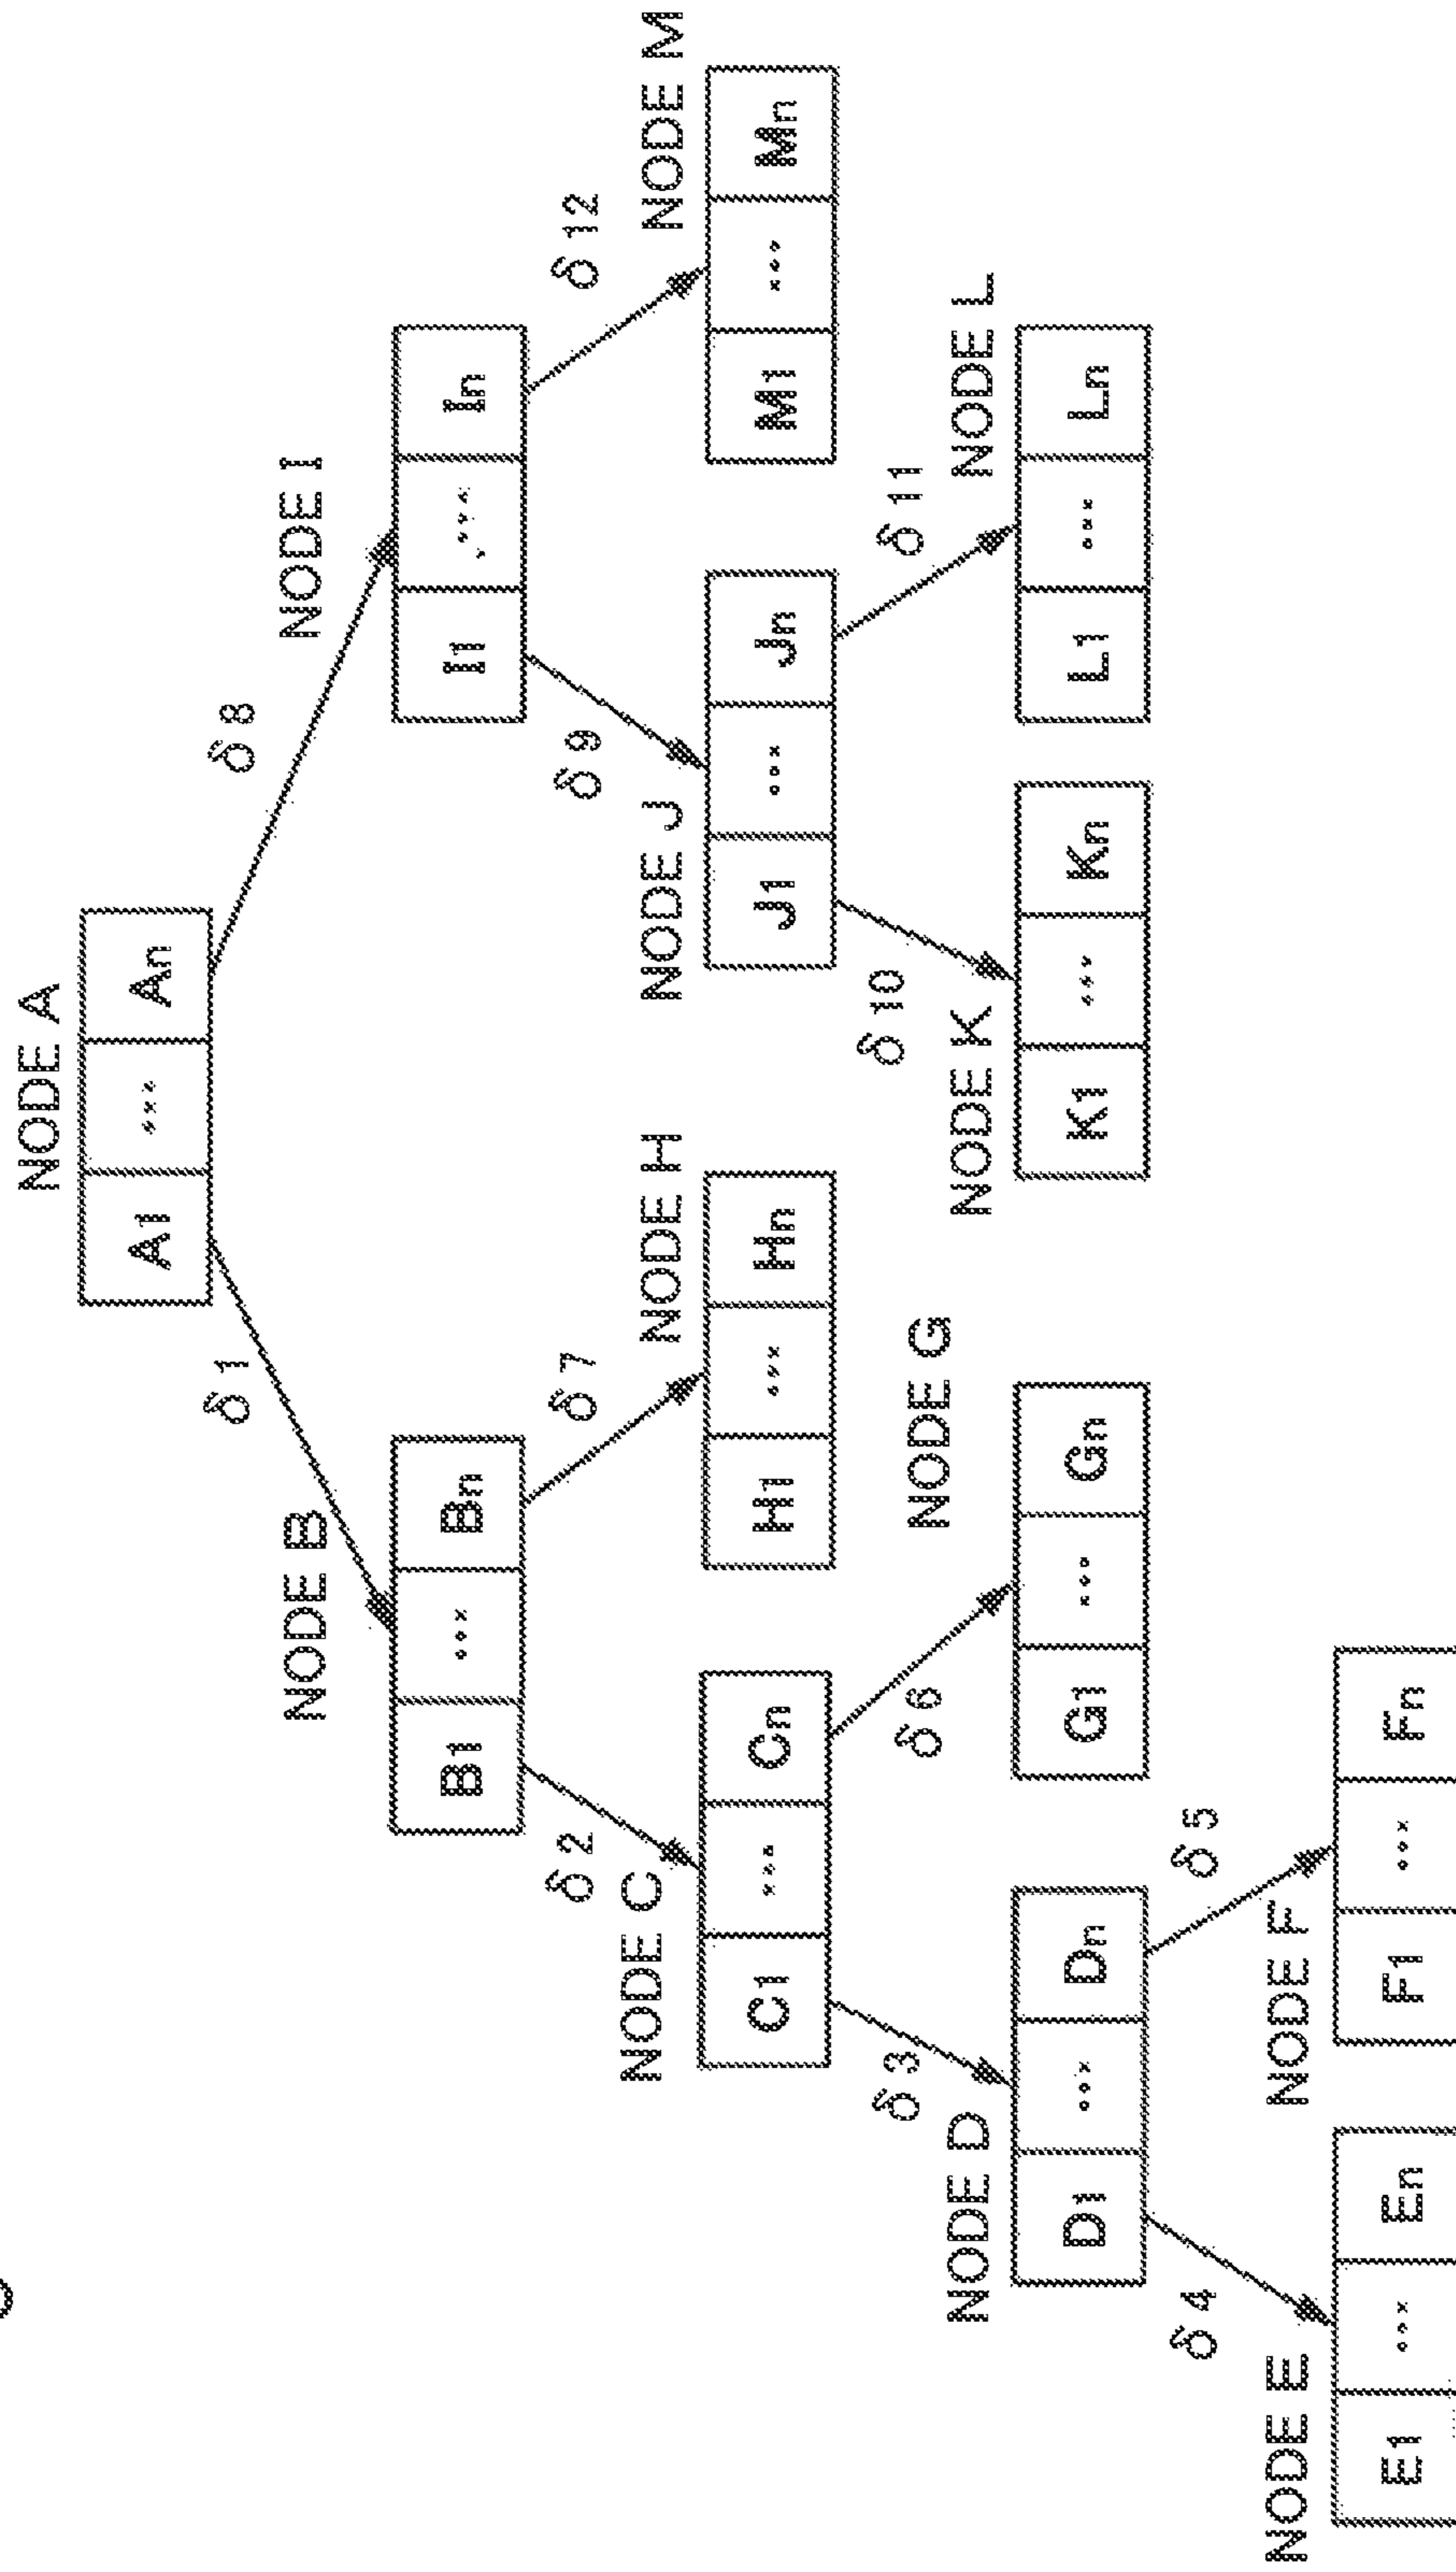 NODE A
A1 ... An
δ1
δ8
NODE B
B1 ... Bn
NODE I
I1 ... In
δ2
δ7
δ9
δ12
NODE C
C1 ... Cn
NODE H
H1 ... Hn
NODE J
J1 ... Jn
NODE M
M1 ... Mn
δ3
δ6
δ10
δ11
NODE D
D1 ... Dn
NODE G
G1 ... Gn
NODE K
K1 ... Kn
NODE L
L1 ... Ln
δ4
δ5
NODE E
E1 ... En
NODE F
F1 ... Fn